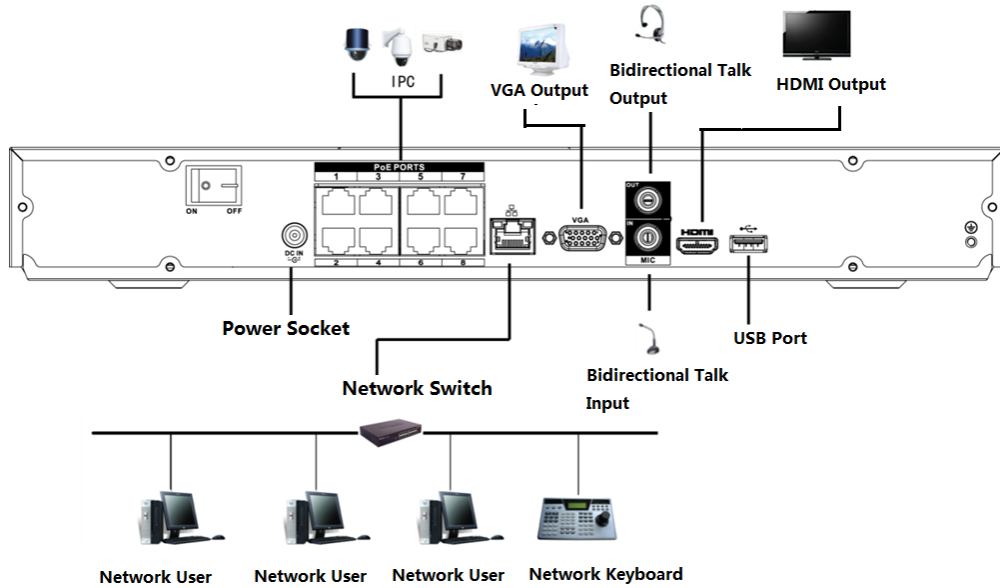 IPC
VGA Output
Bidirectional Talk
Output
HDMI Output
ON OFF
DC IN
PoE PORTS
1 3 5 7
2 4 6 8
VGA
OUT
IN
MIC
HDMI
Power Socket
Network Switch
Bidirectional Talk
Input
USB Port
Network User
Network User
Network User
Network Keyboard